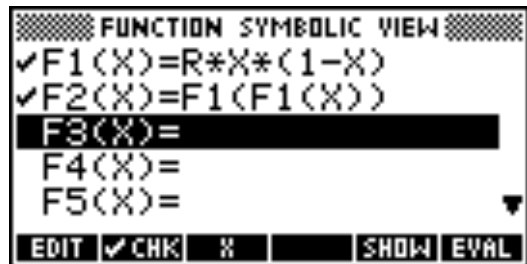 FUNCTION SYMBOLIC VIEW
✓F1(X)=R*X*(1-X)
✓F2(X)=F1(F1(X))
F3(X)=
F4(X)=
F5(X)=
EDIT ✓CHK X SHOW EVAL